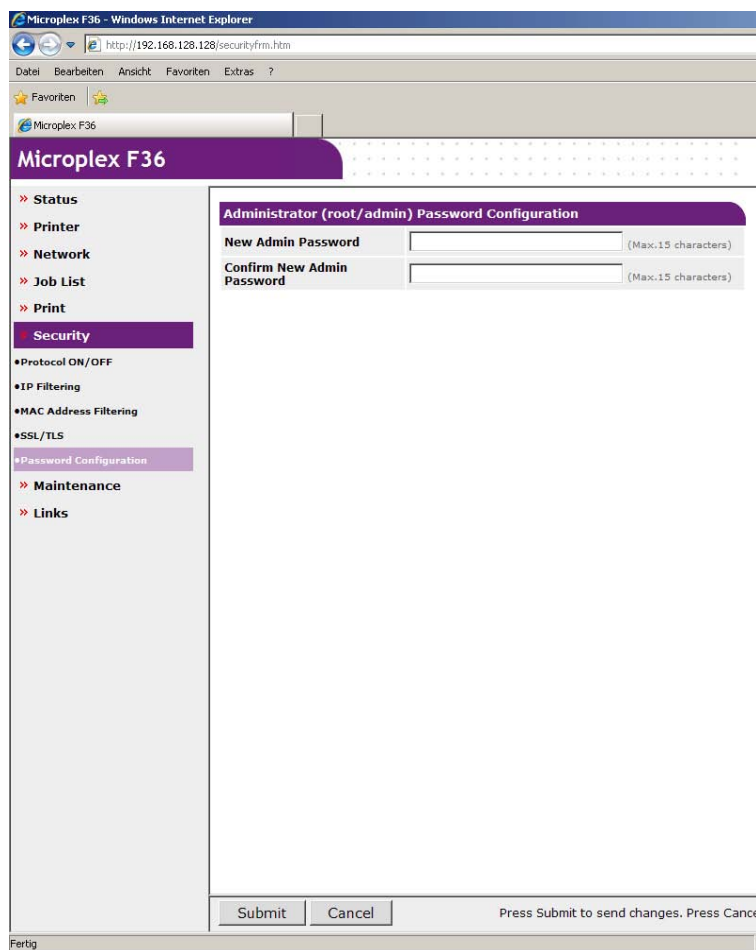 Microplex F36 - Windows Internet Explorer
http://192.168.128.128/securityfrm.htm
Datei Bearbeiten Ansicht Favoriten Extras ?
Favoriten
Microplex F36
Microplex F36
» Status
» Printer
» Network
» Job List
» Print
» Security
•Protocol ON/OFF
•IP Filtering
•MAC Address Filtering
•SSL/TLS
•Password Configuration
» Maintenance
» Links
Administrator (root/admin) Password Configuration
New Admin Password (Max.15 characters)
Confirm New Admin
Password (Max.15 characters)
Submit Cancel Press Submit to send changes. Press Cance
Fertig